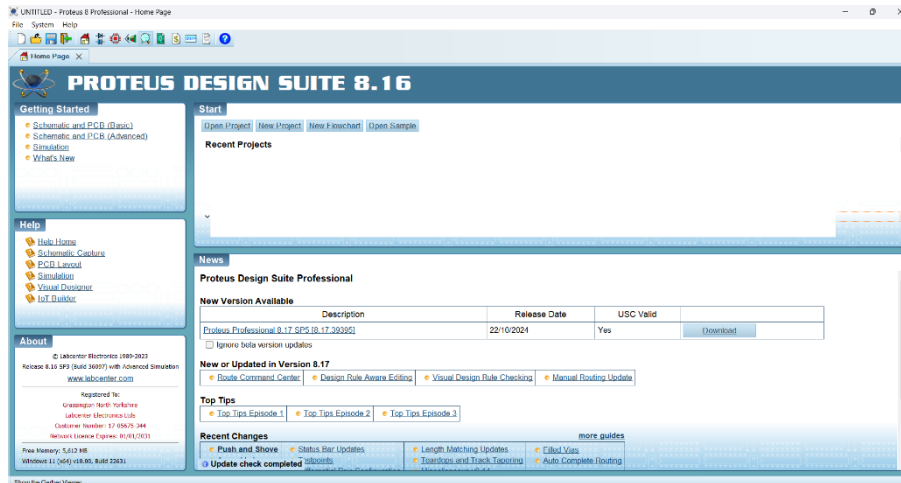 UNTITLED - Proteus 8 Professional - Home Page
File System Help
Home Page
PROTEUS DESIGN SUITE 8.16
Getting Started
Schematic and PCB (Basic)
Schematic and PCB (Advanced)
Simulation
What's New
Start
Open Project New Project New Flowchart Open Sample
Recent Projects
Help
Help Home
Schematic Capture
PCB Layout
Simulation
Visual Designer
IoT Builder
About
© Labcenter Electronics 1989-2023
Release 8.16 SP3 (Build 36097) with Advanced Simulation
www.labcenter.com
Registered To:
Grassington North Yorkshire
Labcenter Electronics Ltd
Customer Number: 17-05675-344
Network Licence Expires: 01/01/2031
Free Memory: 5,612 MB
Windows 11 (x64) v10.00, Build 22631
News
Proteus Design Suite Professional
New Version Available
Description Release Date USC Valid
Proteus Professional 8.17 SP5 [8.17.39395] 22/10/2024 Yes Download
Ignore beta version updates
New or Updated in Version 8.17
Route Command Center Design Rule Aware Editing Visual Design Rule Checking Manual Routing Update
Top Tips
Top Tips Episode 1 Top Tips Episode 2 Top Tips Episode 3
Recent Changes more guides
Push and Shove Status Bar Updates Length Matching Updates Filled Vias
Testpoints Teardops and Track Tapering Auto Complete Routing
Update check completed